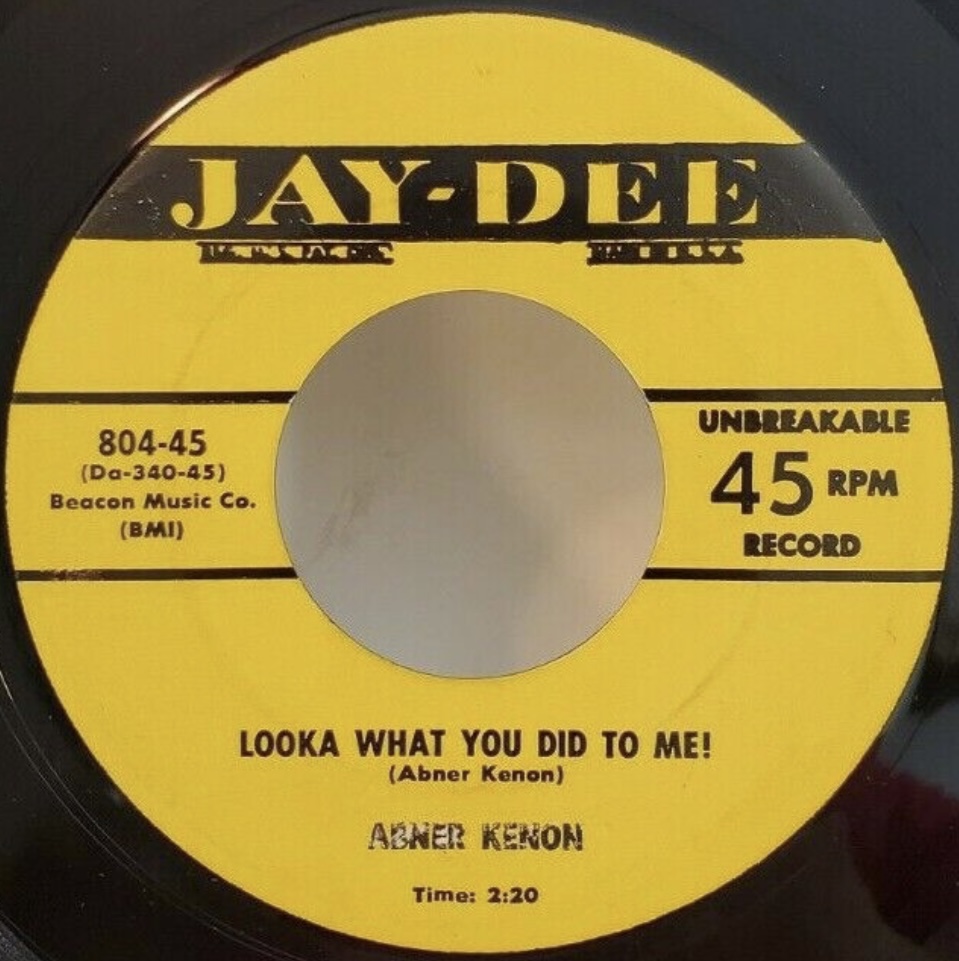 JAY-DEE
804-45
(Da-340-45)
Beacon Music Co.
(BMI)
UNBREAKABLE
45 RPM
RECORD
LOOKA WHAT YOU DID TO ME!
(Abner Kenon)
ABNER KENON
Time: 2:20